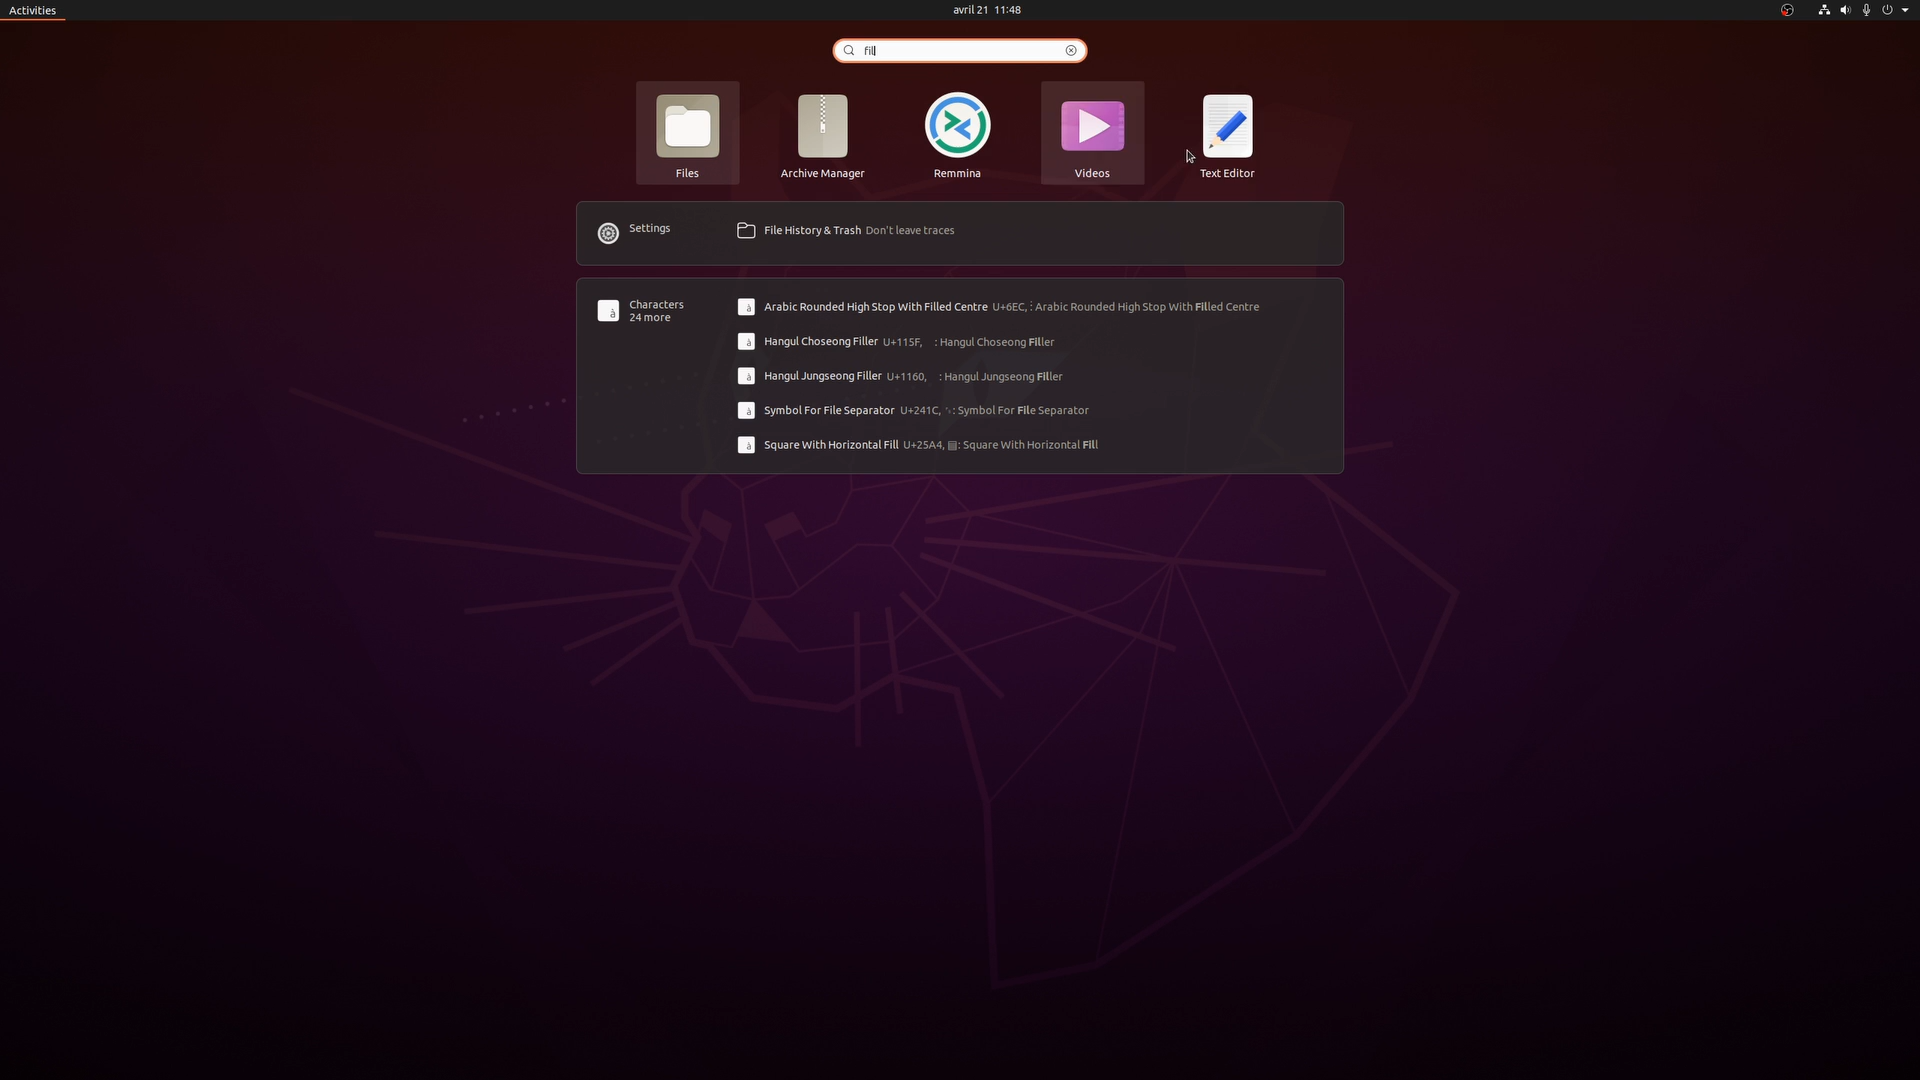 Activities
avril 21 11:48
fil
Files
Archive Manager
Remmina
Videos
Text Editor
Settings
File History & Trash Don't leave traces
Characters
24 more
Arabic Rounded High Stop With Filled Centre U+6EC, ۬: Arabic Rounded High Stop With Filled Centre
Hangul Choseong Filler U+115F, : Hangul Choseong Filler
Hangul Jungseong Filler U+1160, : Hangul Jungseong Filler
Symbol For File Separator U+241C, ␜: Symbol For File Separator
Square With Horizontal Fill U+25A4, ▤: Square With Horizontal Fill